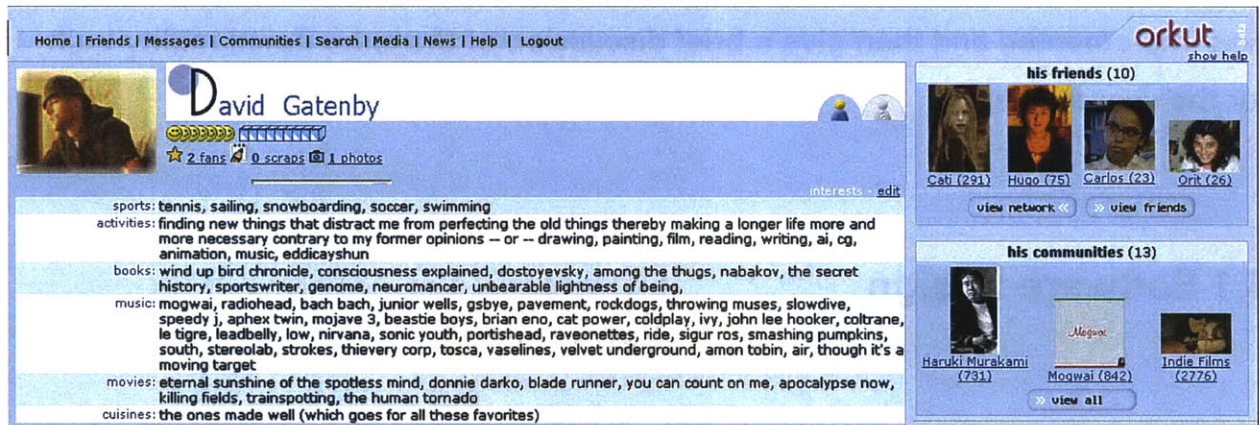 Home | Friends | Messages | Communities | Search | Media | News | Help | Logout
orkut
beta
show help
David Gatenby
2 fans 0 scraps 1 photos
interests - edit
sports: tennis, sailing, snowboarding, soccer, swimming
activities: finding new things that distract me from perfecting the old things thereby making a longer life more and
more necessary contrary to my former opinions -- or -- drawing, painting, film, reading, writing, ai, cg,
animation, music, eddicayshun
books: wind up bird chronicle, consciousness explained, dostoyevsky, among the thugs, nabakov, the secret
history, sportswriter, genome, neuromancer, unbearable lightness of being,
music: mogwai, radiohead, bach bach, junior wells, gsbye, pavement, rockdogs, throwing muses, slowdive,
speedy j, aphex twin, mojave 3, beastie boys, brian eno, cat power, coldplay, ivy, john lee hooker, coltrane,
le tigre, leadbelly, low, nirvana, sonic youth, portishead, raveonettes, ride, sigur ros, smashing pumpkins,
south, stereolab, strokes, thievery corp, tosca, vaselines, velvet underground, amon tobin, air, though it's a
moving target
movies: eternal sunshine of the spotless mind, donnie darko, blade runner, you can count on me, apocalypse now,
killing fields, trainspotting, the human tornado
cuisines: the ones made well (which goes for all these favorites)
his friends (10)
Cati (291) Hugo (75) Carlos (23) Orit (26)
view network « » view friends
his communities (13)
Mogwai
Haruki Murakami
(731)
Mogwai (842)
Indie Films
(2776)
» view all